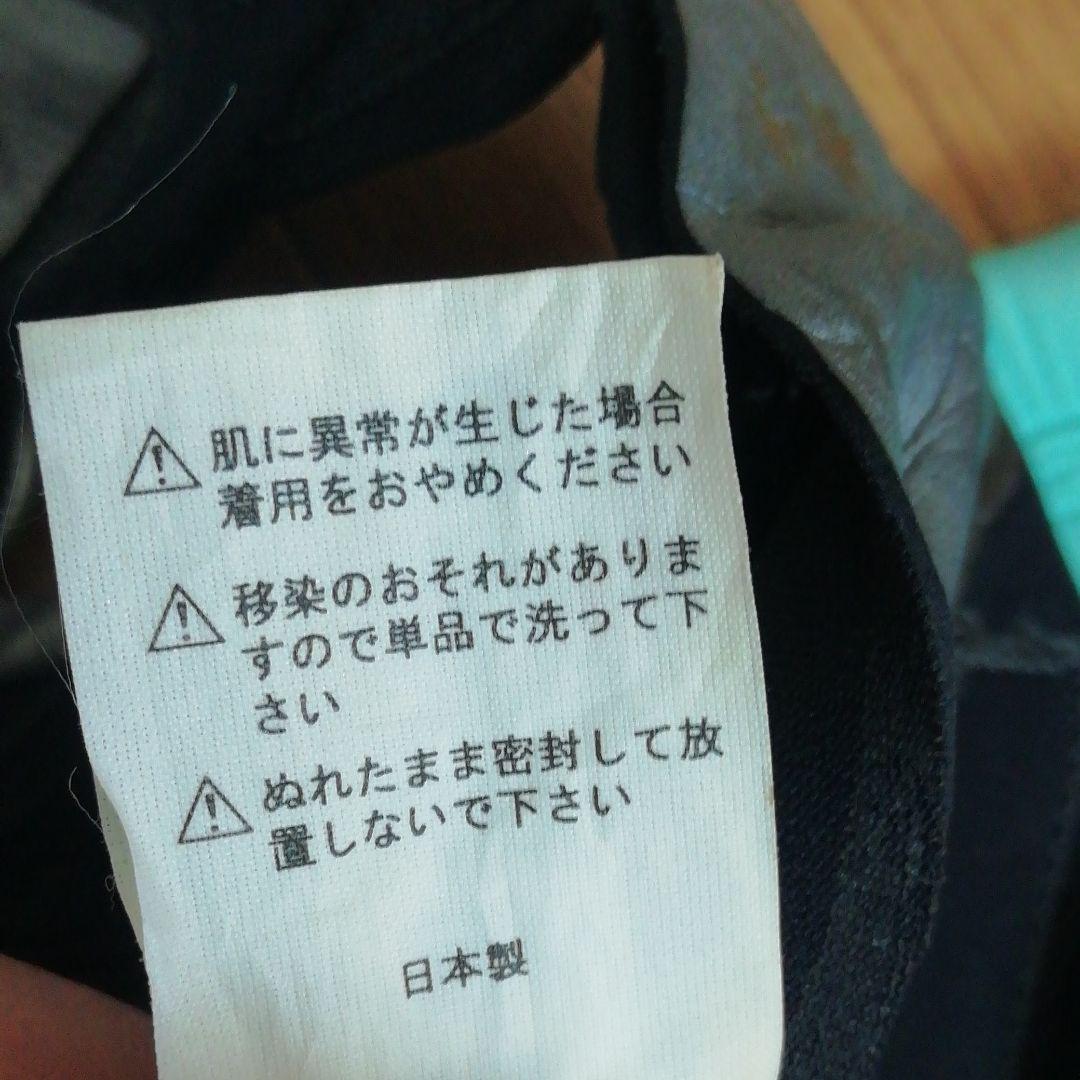 肌に異常が生じた場合
着用をおやめください
移染のおそれがありま
すので単品で洗って下
さい
ぬれたまま密封して放
置しないで下さい
日本製